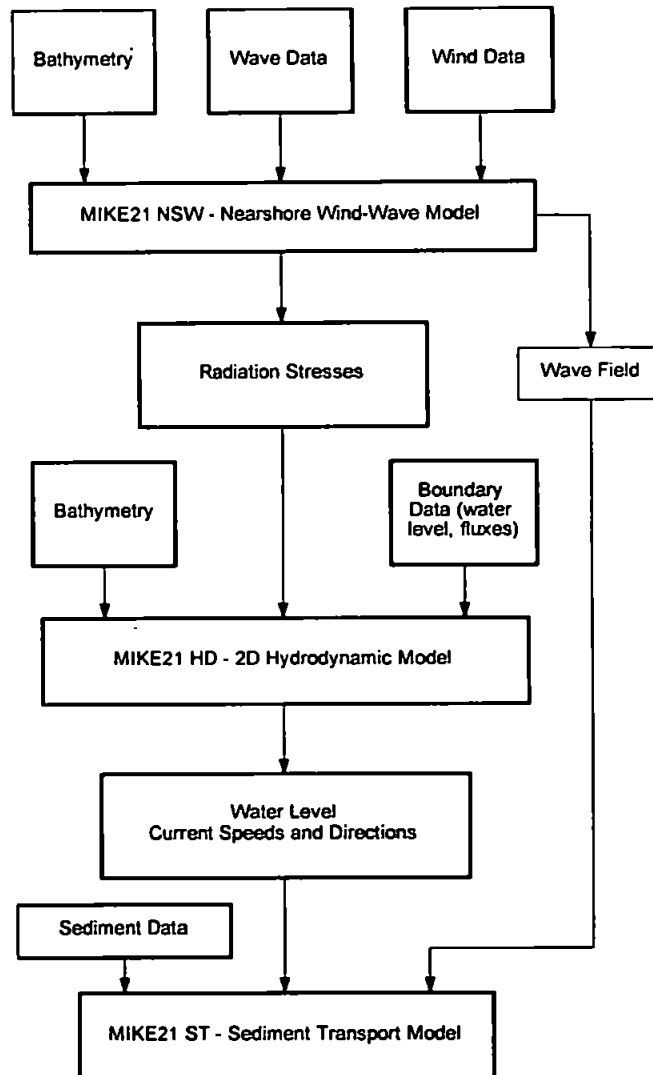 Bathymetry
Wave Data
Wind Data
MIKE21 NSW - Nearshore Wind-Wave Model
Radiation Stresses
Wave Field
Bathymetry
Boundary
Data (water
level, fluxes)
MIKE21 HD - 2D Hydrodynamic Model
Water Level
Current Speeds and Directions
Sediment Data
MIKE21 ST - Sediment Transport Model